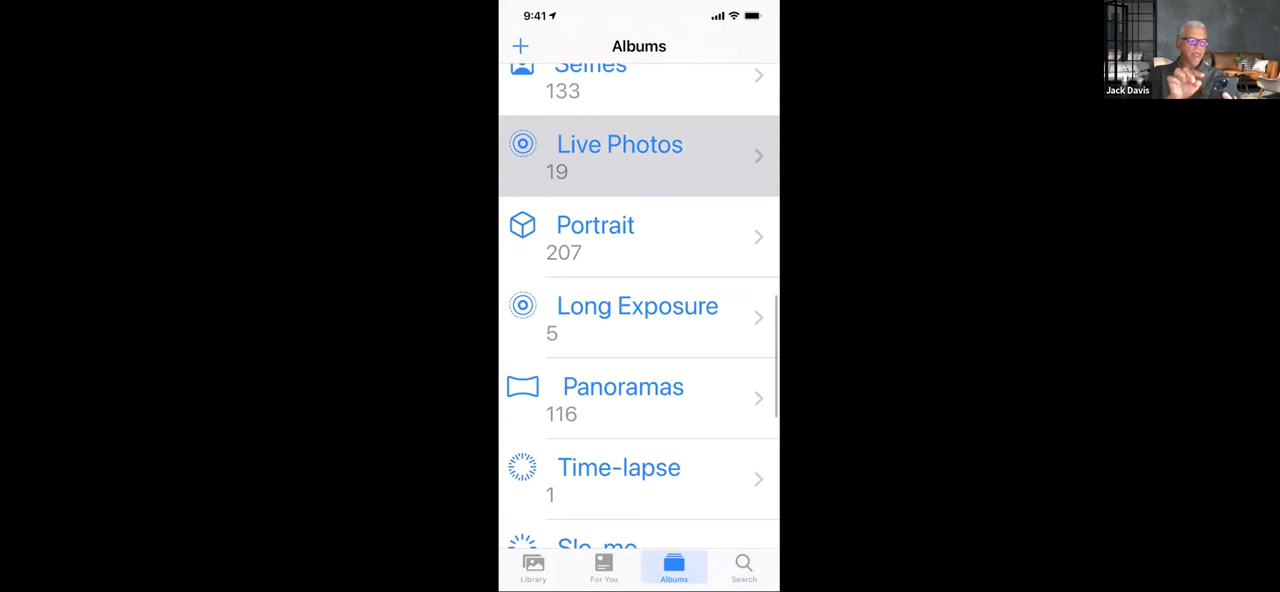 9:41
Albums
Selfies
133
Live Photos
19
Portrait
207
Long Exposure
5
Panoramas
116
Time-lapse
1
Slo-mo
Library
For You
Albums
Search
Jack Davis